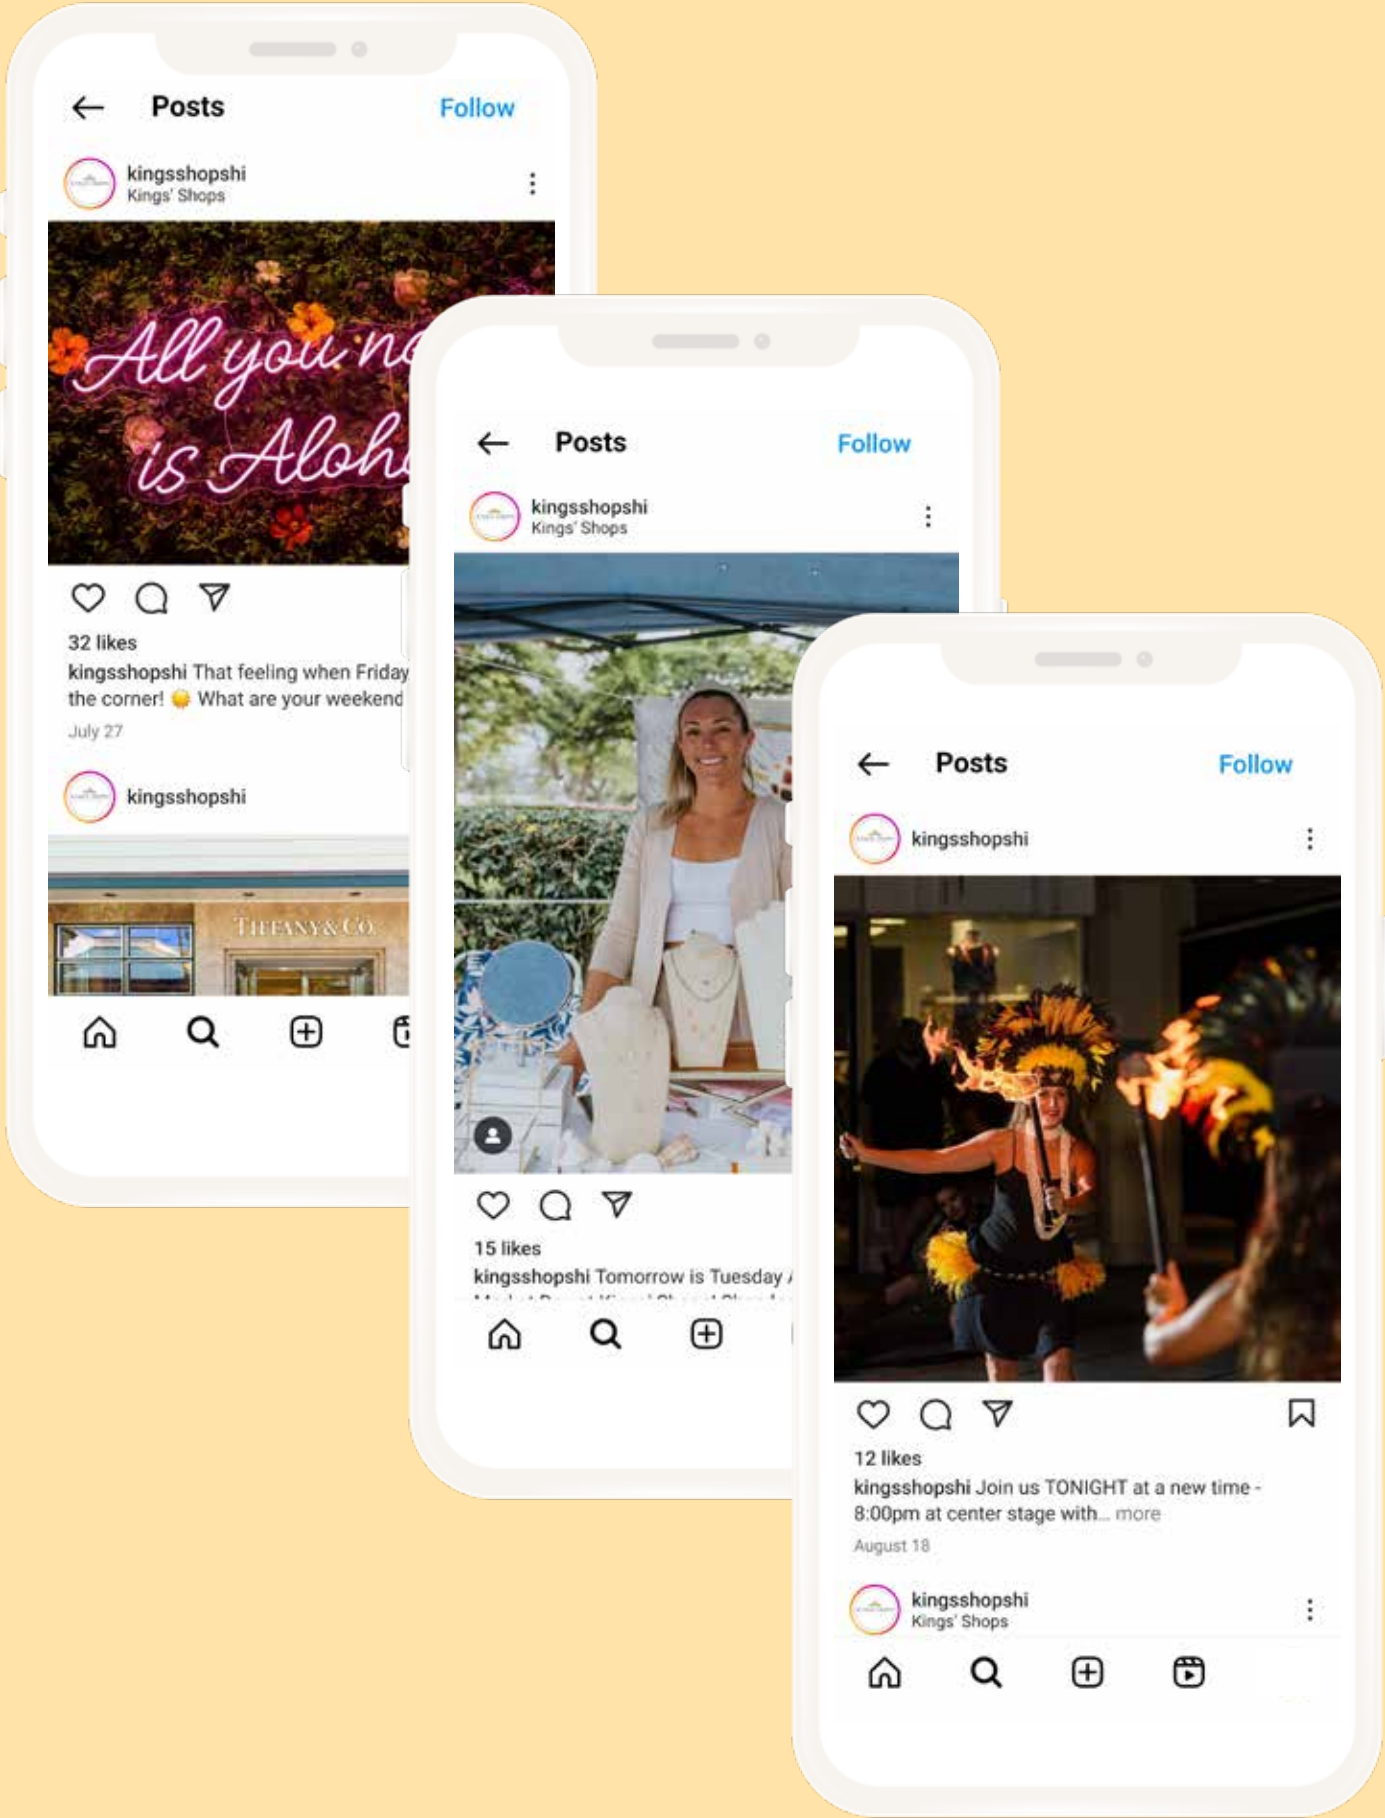 Posts Follow
kingsshopshi
Kings' Shops
All you
is
32 likes
kingsshopshi That feeling when Friday
the corner! What are your weekend
July 27
kingsshopshi
TIFFANY & CO.
Posts Follow
kingsshopshi
Kings' Shops
15 likes
kingsshopshi Tomorrow is Tuesday
Posts Follow
kingsshopshi
12 likes
kingsshopshi Join us TONIGHT at a new time -
8:00pm at center stage with... more
August 18
kingsshopshi
Kings' Shops